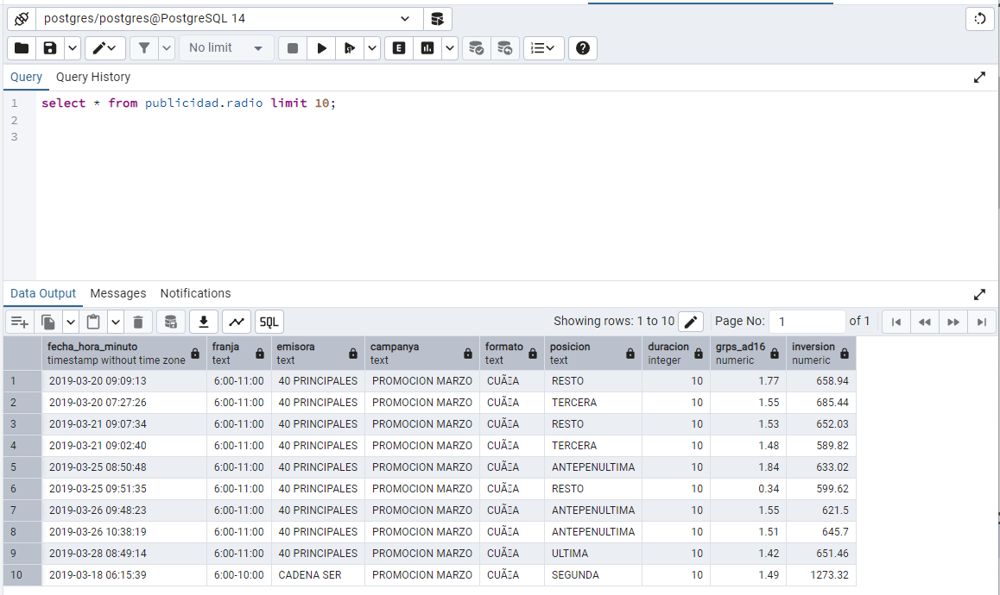 postgres/postgres@PostgreSQL 14
No limit
Query Query History
1 select * from publicidad.radio limit 10;
2
3
Data Output Messages Notifications
SQL Showing rows: 1 to 10 Page No: 1 of 1
fecha_hora_minuto franja emisora campanya formato posicion duracion grps_ad16 inversion
timestamp without time zone text text text text text integer numeric numeric
1 2019-03-20 09:09:13 6:00-11:00 40 PRINCIPALES PROMOCION MARZO RESTO 10 1.77 658.94
2 2019-03-20 07:27:26 6:00-11:00 40 PRINCIPALES PROMOCION MARZO TERCERA 10 1.55 685.44
3 2019-03-21 09:07:34 6:00-11:00 40 PRINCIPALES PROMOCION MARZO RESTO 10 1.53 652.03
4 2019-03-21 09:02:40 6:00-11:00 40 PRINCIPALES PROMOCION MARZO TERCERA 10 1.48 589.82
5 2019-03-25 08:50:48 6:00-11:00 40 PRINCIPALES PROMOCION MARZO ANTEPENULTIMA 10 1.84 633.02
6 2019-03-25 09:51:35 6:00-11:00 40 PRINCIPALES PROMOCION MARZO RESTO 10 0.34 599.62
7 2019-03-26 09:48:23 6:00-11:00 40 PRINCIPALES PROMOCION MARZO ANTEPENULTIMA 10 1.55 621.5
8 2019-03-26 10:38:19 6:00-11:00 40 PRINCIPALES PROMOCION MARZO ANTEPENULTIMA 10 1.51 645.7
9 2019-03-28 08:49:14 6:00-11:00 40 PRINCIPALES PROMOCION MARZO ULTIMA 10 1.42 651.46
10 2019-03-18 06:15:39 6:00-10:00 CADENA SER PROMOCION MARZO SEGUNDA 10 1.49 1273.32